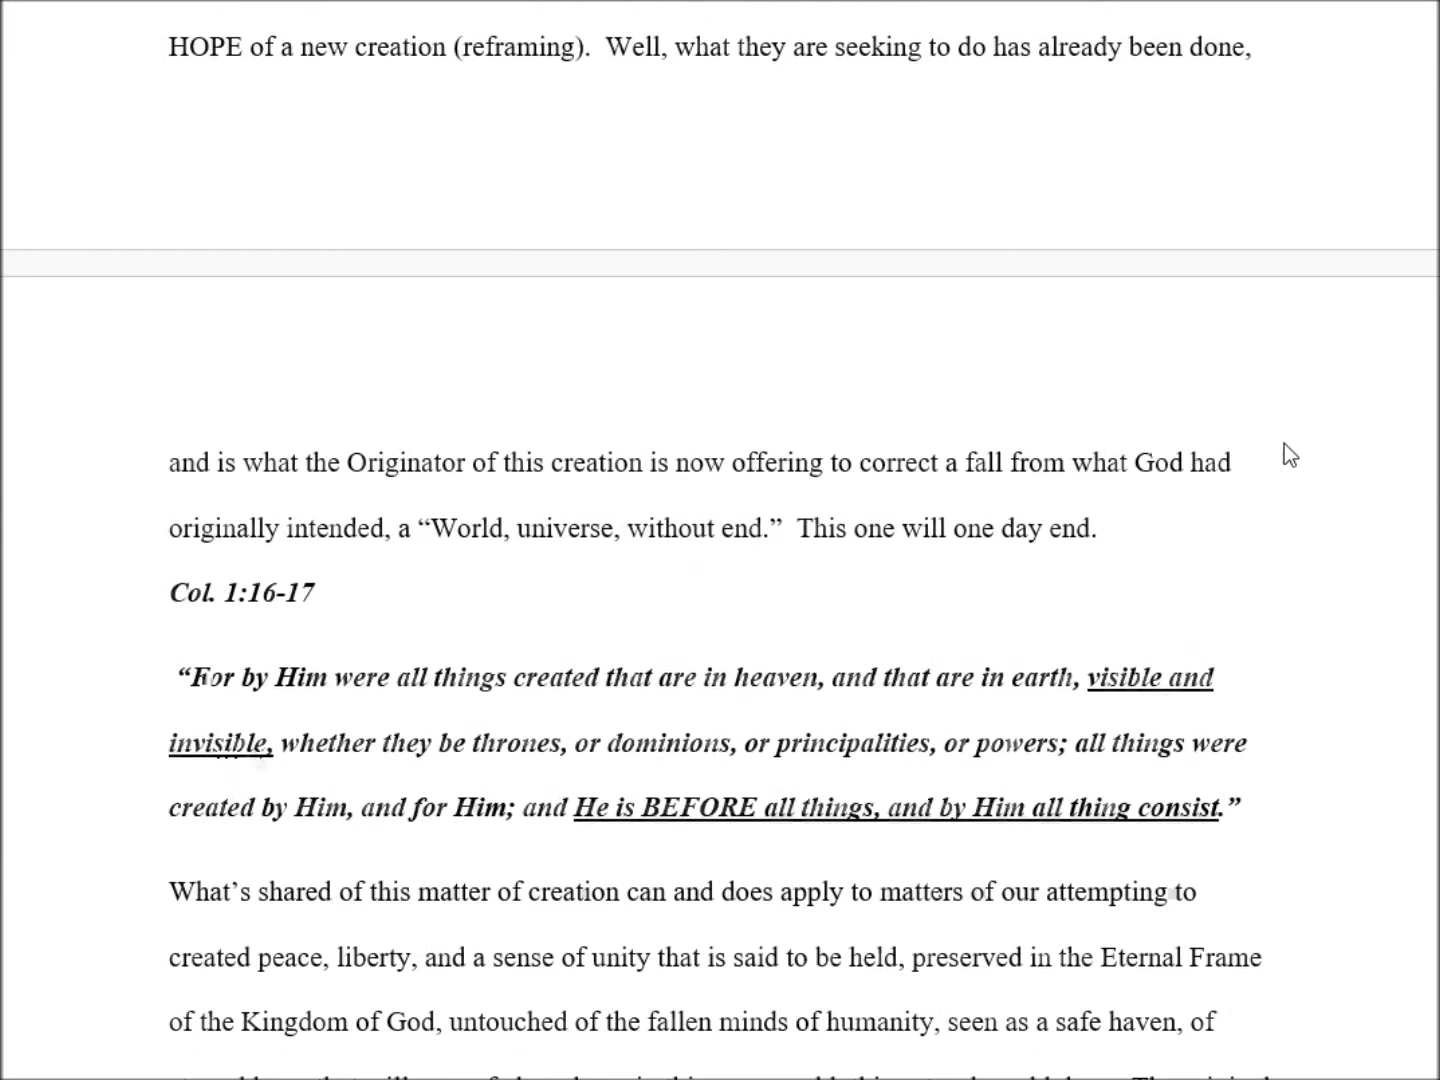 HOPE of a new creation (reframing).  Well, what they are seeking to do has already been done,
and is what the Originator of this creation is now offering to correct a fall from what God had
originally intended, a “World, universe, without end.”  This one will one day end.
Col. 1:16-17
“For by Him were all things created that are in heaven, and that are in earth, visible and
invisible, whether they be thrones, or dominions, or principalities, or powers; all things were
created by Him, and for Him; and He is BEFORE all things, and by Him all thing consist.”
What’s shared of this matter of creation can and does apply to matters of our attempting to
created peace, liberty, and a sense of unity that is said to be held, preserved in the Eternal Frame
of the Kingdom of God, untouched of the fallen minds of humanity, seen as a safe haven, of